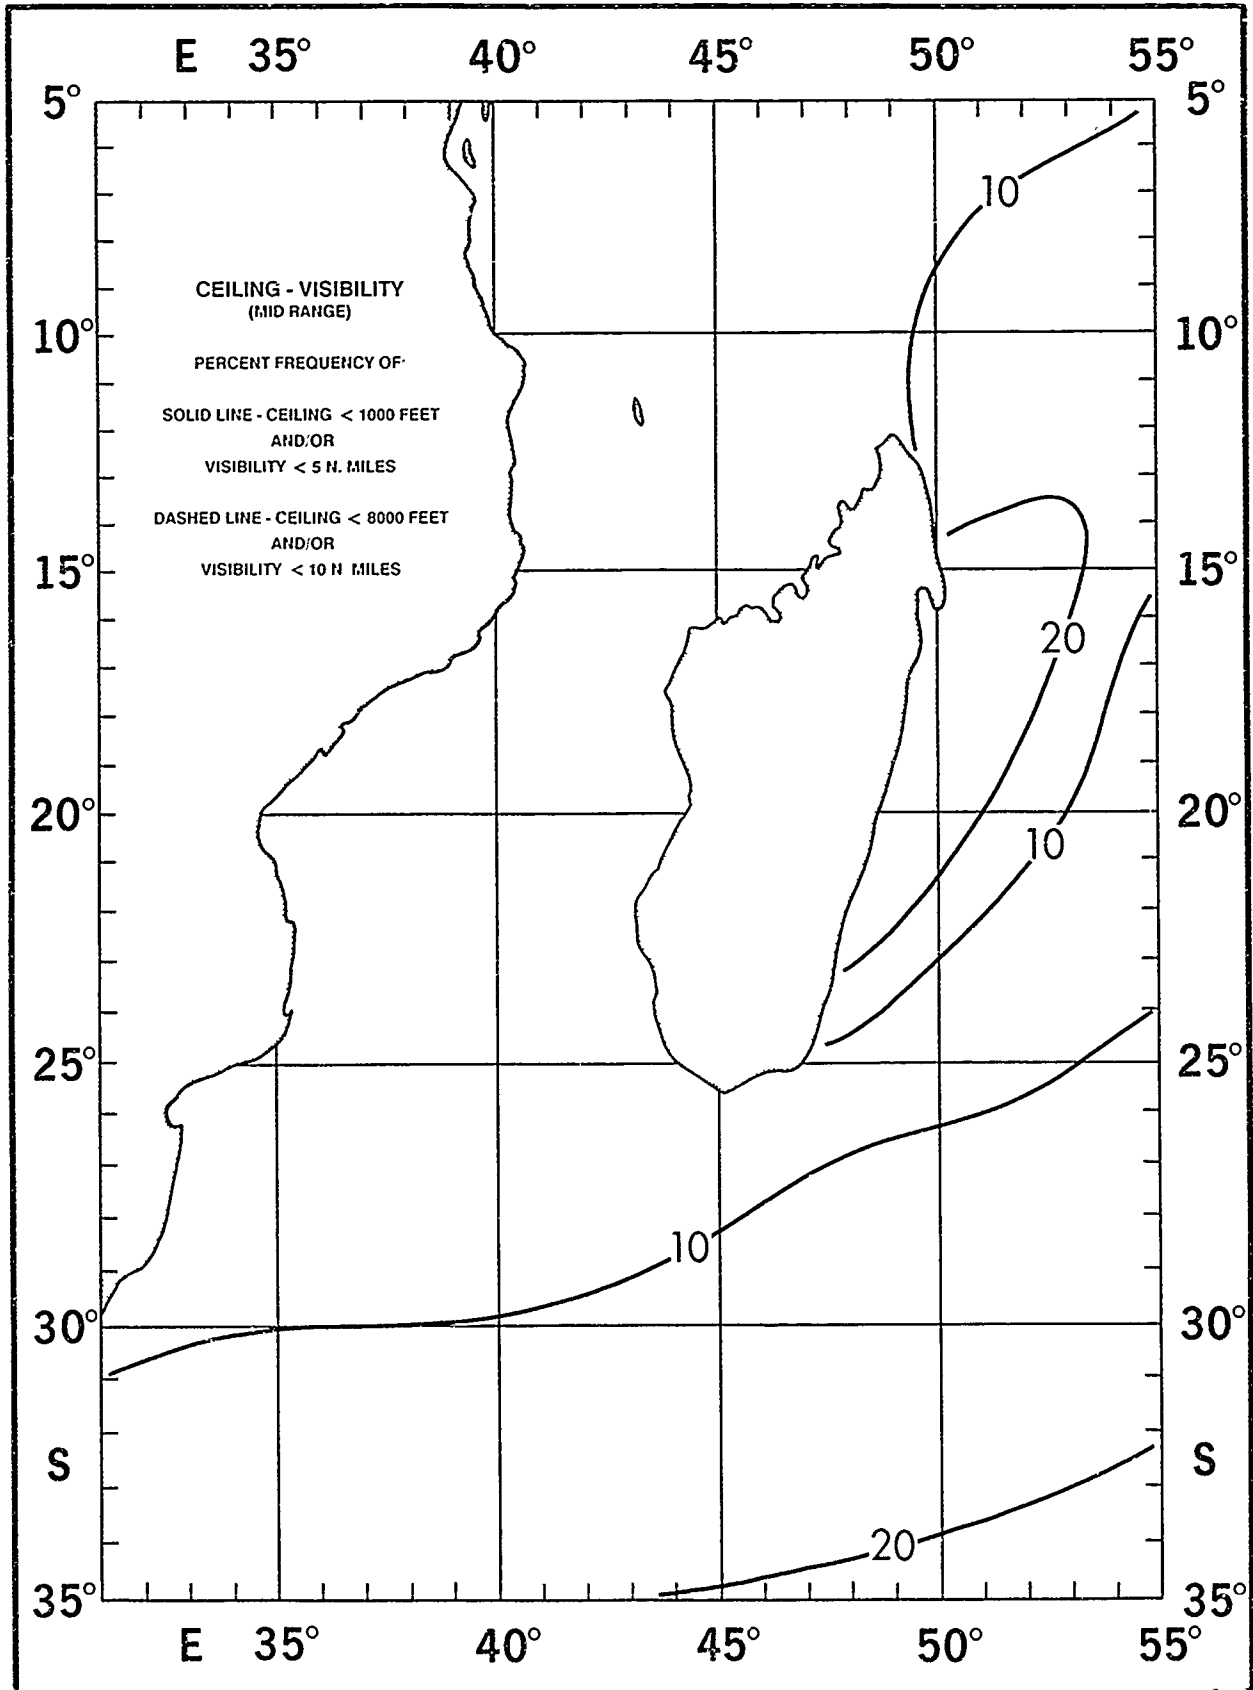 E 35° 40° 45° 50° 55°
5° 5°
10
CEILING - VISIBILITY
(MID RANGE)
10° 10°
PERCENT FREQUENCY OF·
SOLID LINE - CEILING < 1000 FEET
AND/OR
VISIBILITY < 5 N. MILES
DASHED LINE - CEILING < 8000 FEET
AND/OR
VISIBILITY < 10 N MILES
15° 15°
20
20° 20°
10
25° 25°
10
30° 30°
S S
20
35° 35°
E 35° 40° 45° 50° 55°